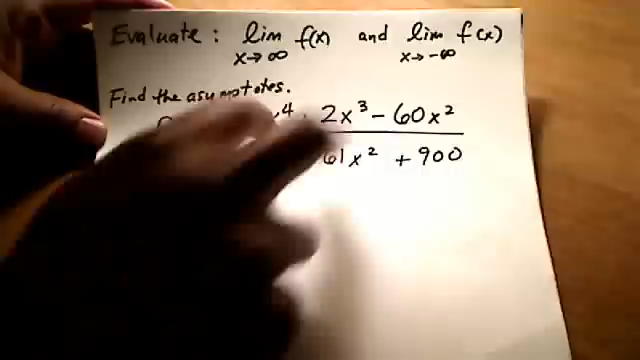 Evaluate: lim f(x) and lim f(x)
x→∞ x→-∞
Find the asymptotes.
4 2x³ - 60x²
61x² + 900